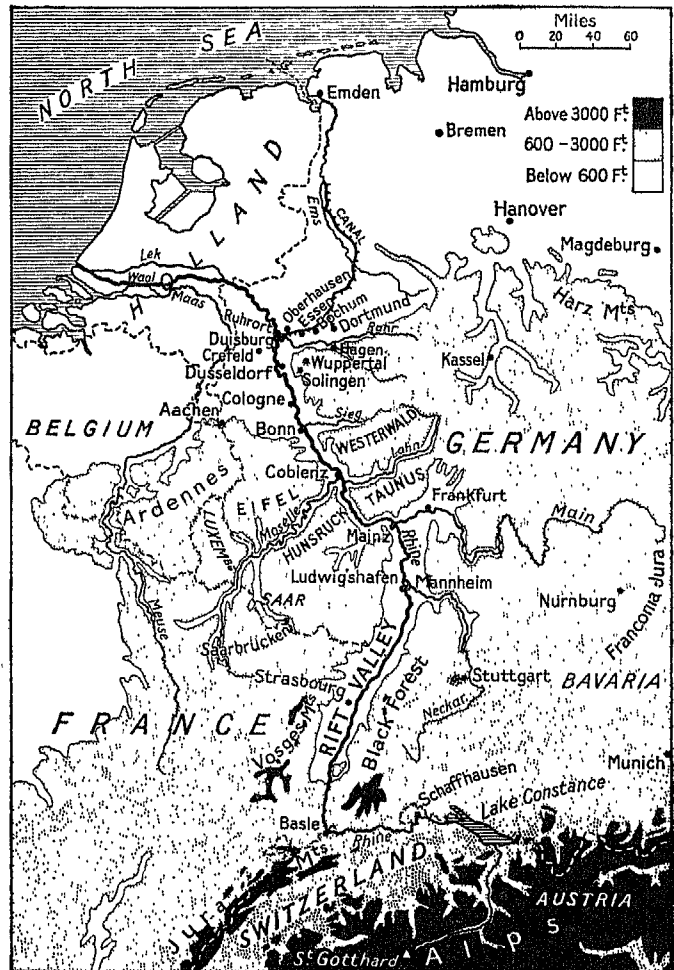 NORTH SEA
Miles
0 20 40 60
Hamburg
Emden
Bremen
Above 3000 Ft.
600-3000 Ft.
Below 600 Ft.
HOLLAND
Ems
CANAL
Hanover
Magdeburg
Lek
Waal
Maas
Harz Mts.
Ruhrort
Oberhausen
Essen
Bochum
Dortmund
Duisburg
Ruhr
Crefeld
Hagen
Wuppertal
Kassel
Dusseldorf
Solingen
Cologne
Aachen
Sieg
BELGIUM
Bonn
WESTERWALD
GERMANY
Lahn
Ardennes
Coblenz
EIFEL
TAUNUS
Frankfurt
LUXEMBG
Moselle
HUNSRUCK
Mainz
Main
Rhine
Ludwigshafen
Mannheim
Meuse
SAAR
Nürnburg
Franconia Jura
Saarbrücken
RIFT VALLEY
Strasbourg
Stuttgart
BAVARIA
FRANCE
Vosges Mts
Black Forest
Neckar
Munich
Schaffhausen
Lake Constance
Basle
Rhine
Jura Mts
SWITZERLAND
AUSTRIA
St. Gotthard
Alps